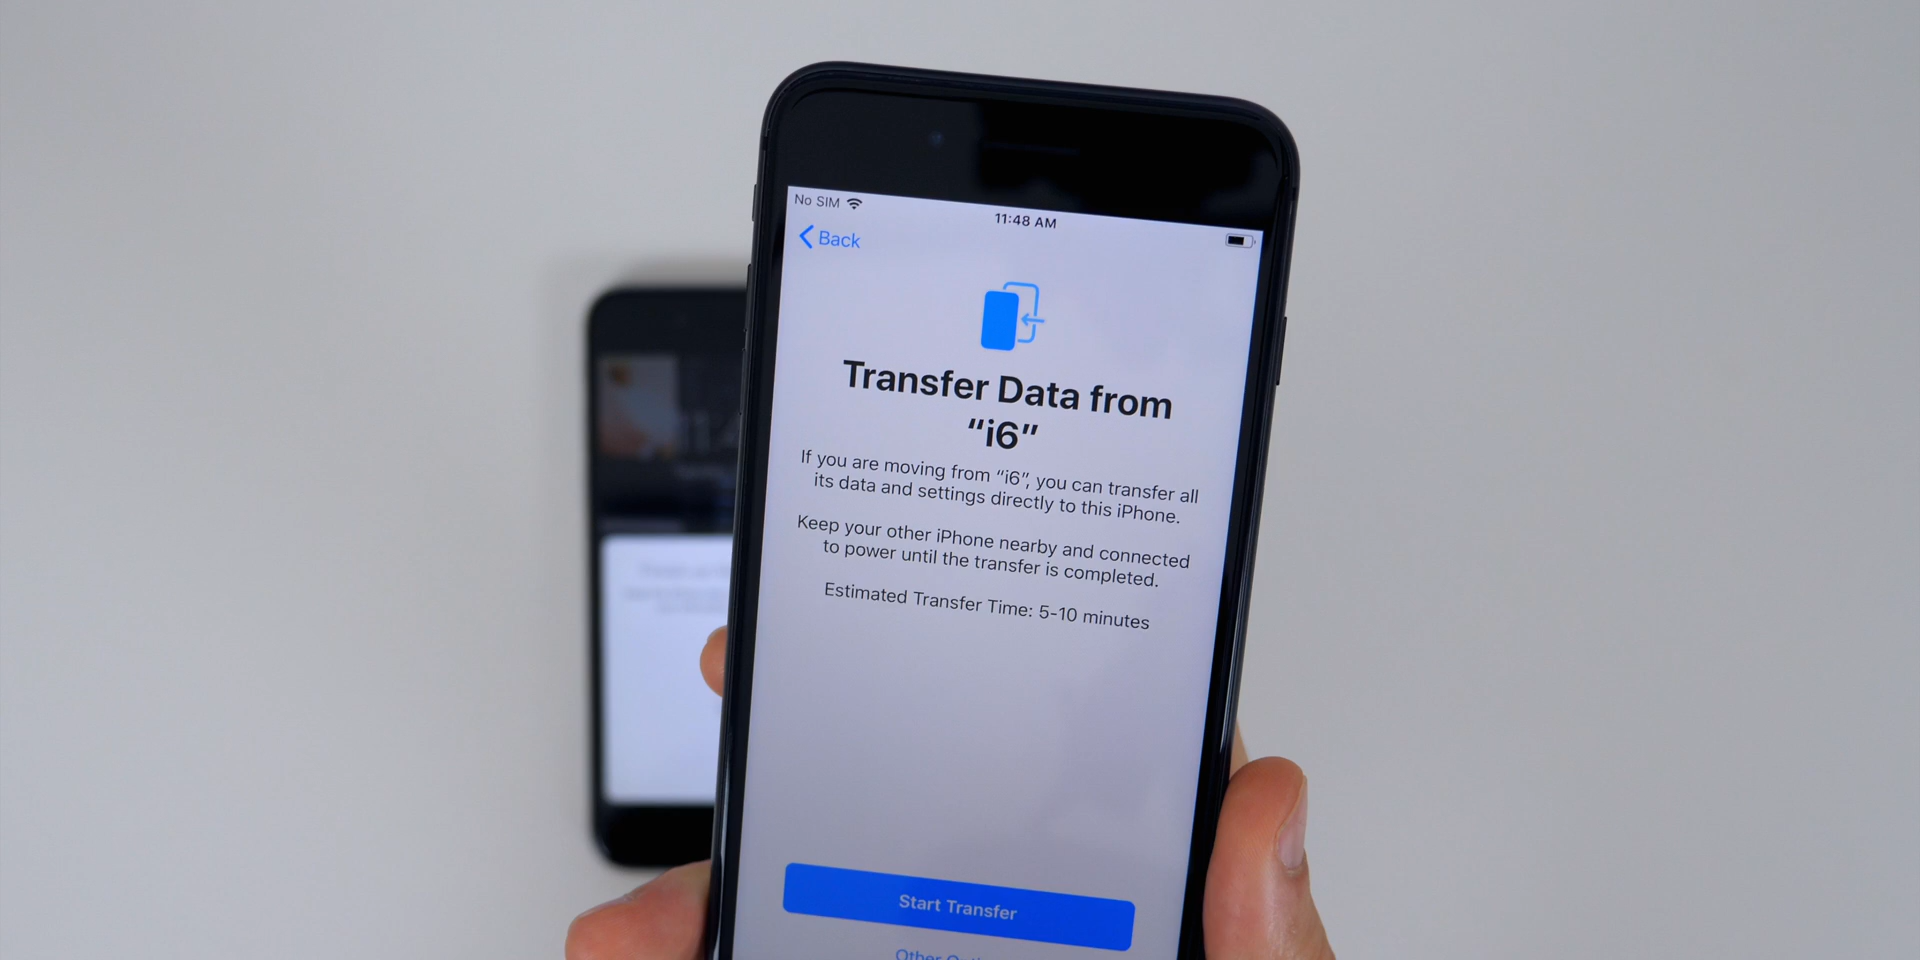 No SIM
11:48 AM
Back
Transfer Data from
“i6”
If you are moving from “i6”, you can transfer all
its data and settings directly to this iPhone.
Keep your other iPhone nearby and connected
to power until the transfer is completed.
Estimated Transfer Time: 5-10 minutes
Start Transfer
Other